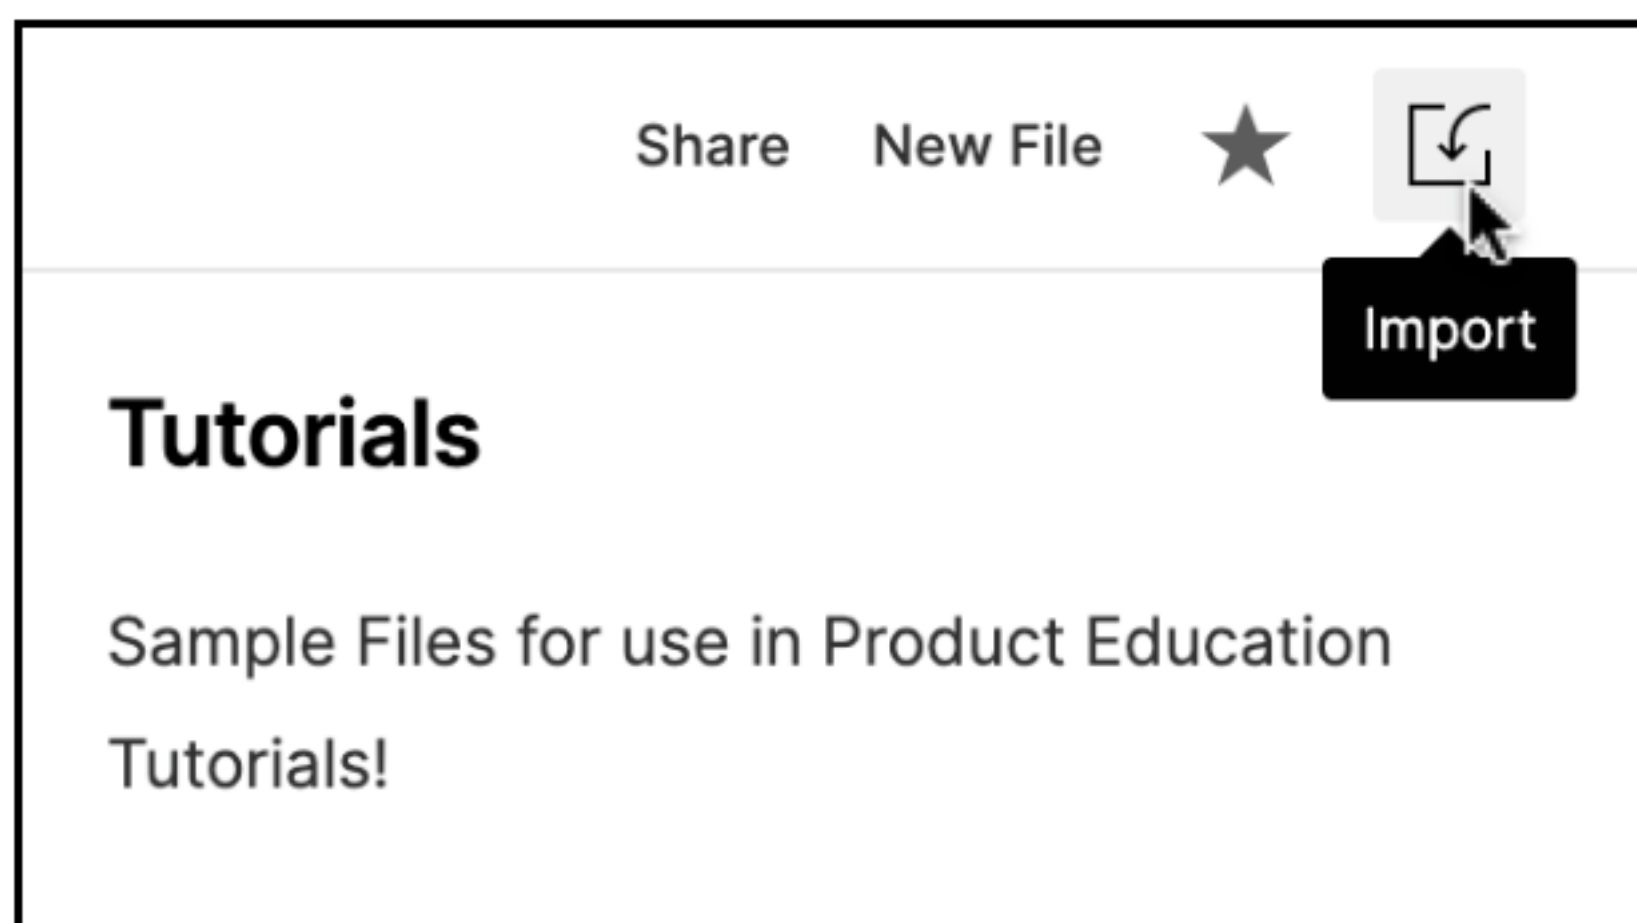 Share New File
Import
Tutorials
Sample Files for use in Product Education
Tutorials!